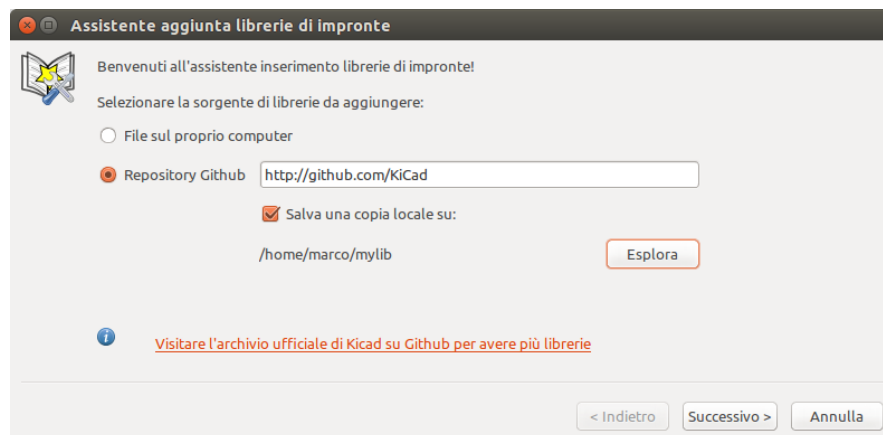 Assistente aggiunta librerie di impronte
Benvenuti all'assistente inserimento librerie di impronte!
Selezionare la sorgente di librerie da aggiungere:
File sul proprio computer
Repository Github http://github.com/KiCad
Salva una copia locale su:
/home/marco/mylib Esplora
Visitare l'archivio ufficiale di Kicad su Github per avere più librerie
< Indietro Successivo > Annulla